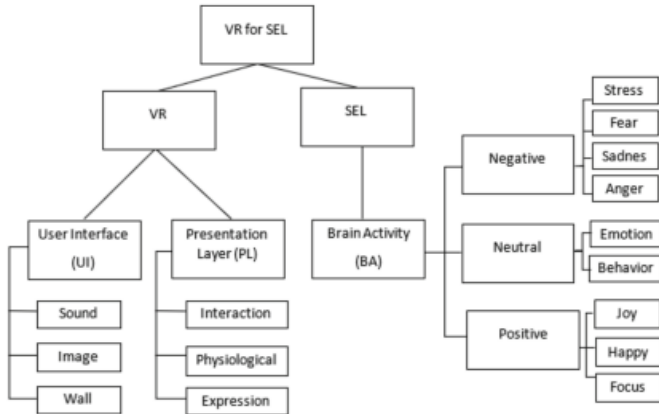 VR for SEL
VR
SEL
User Interface
(UI)
Sound
Image
Wall
Presentation
Layer (PL)
Interaction
Physiological
Expression
Brain Activity
(BA)
Negative
Stress
Fear
Sadnes
Anger
Neutral
Emotion
Behavior
Positive
Joy
Happy
Focus